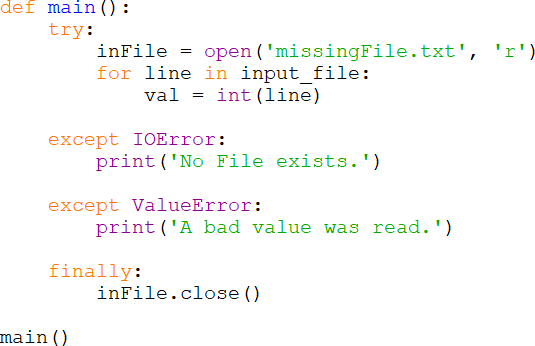 def main():
    try:
        inFile = open('missingFile.txt', 'r')
        for line in input_file:
            val = int(line)
    except IOError:
        print('No File exists.')
    except ValueError:
        print('A bad value was read.')
    finally:
        inFile.close()
main()